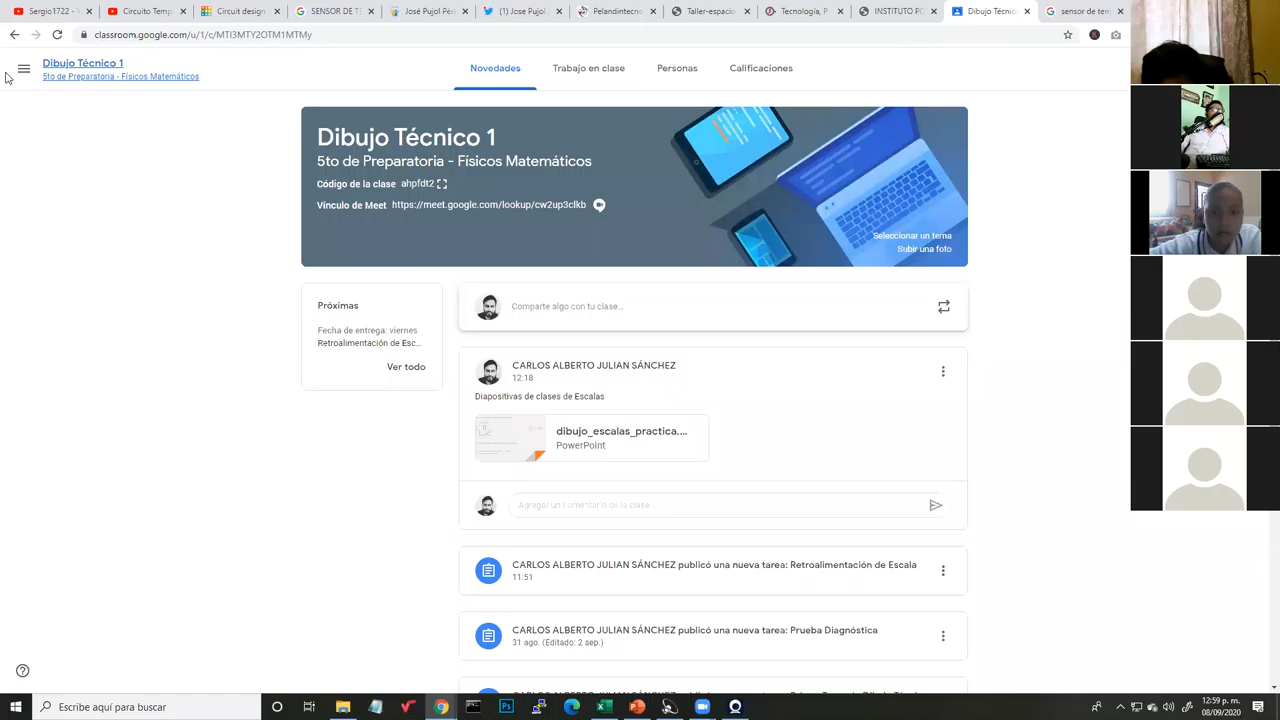 Sergio1722 - V
Circuito Temp
Circuit design
SENSOR DE TE
José Pujol Pér
(1) Jose Pujol
Pelandintecn
Taller-espacio
Tecnología, P
INSTITUTO PO
Dibujo Técnic
sensor de tem
classroom.google.com/u/1/c/MTI3MTY2OTM1MTMy
Dibujo Técnico 1
5to de Preparatoria - Físicos Matemáticos
Novedades
Trabajo en clase
Personas
Calificaciones
Dibujo Técnico 1
5to de Preparatoria - Físicos Matemáticos
Código de la clase ahpfdt2
Vínculo de Meet https://meet.google.com/lookup/cw2up3clkb
Seleccionar un tema
Subir una foto
Próximas
Fecha de entrega: viernes
Retroalimentación de Esc...
Ver todo
Comparte algo con tu clase...
CARLOS ALBERTO JULIAN SÁNCHEZ
12:18
Diapositivas de clases de Escalas
dibujo_escalas_practica....
PowerPoint
Agregar un comentario de la clase...
CARLOS ALBERTO JULIAN SÁNCHEZ publicó una nueva tarea: Retroalimentación de Escala
11:51
CARLOS ALBERTO JULIAN SÁNCHEZ publicó una nueva tarea: Prueba Diagnóstica
31 ago. (Editado: 2 sep.)
Escribe aquí para buscar
12:59 p. m.
08/09/2020